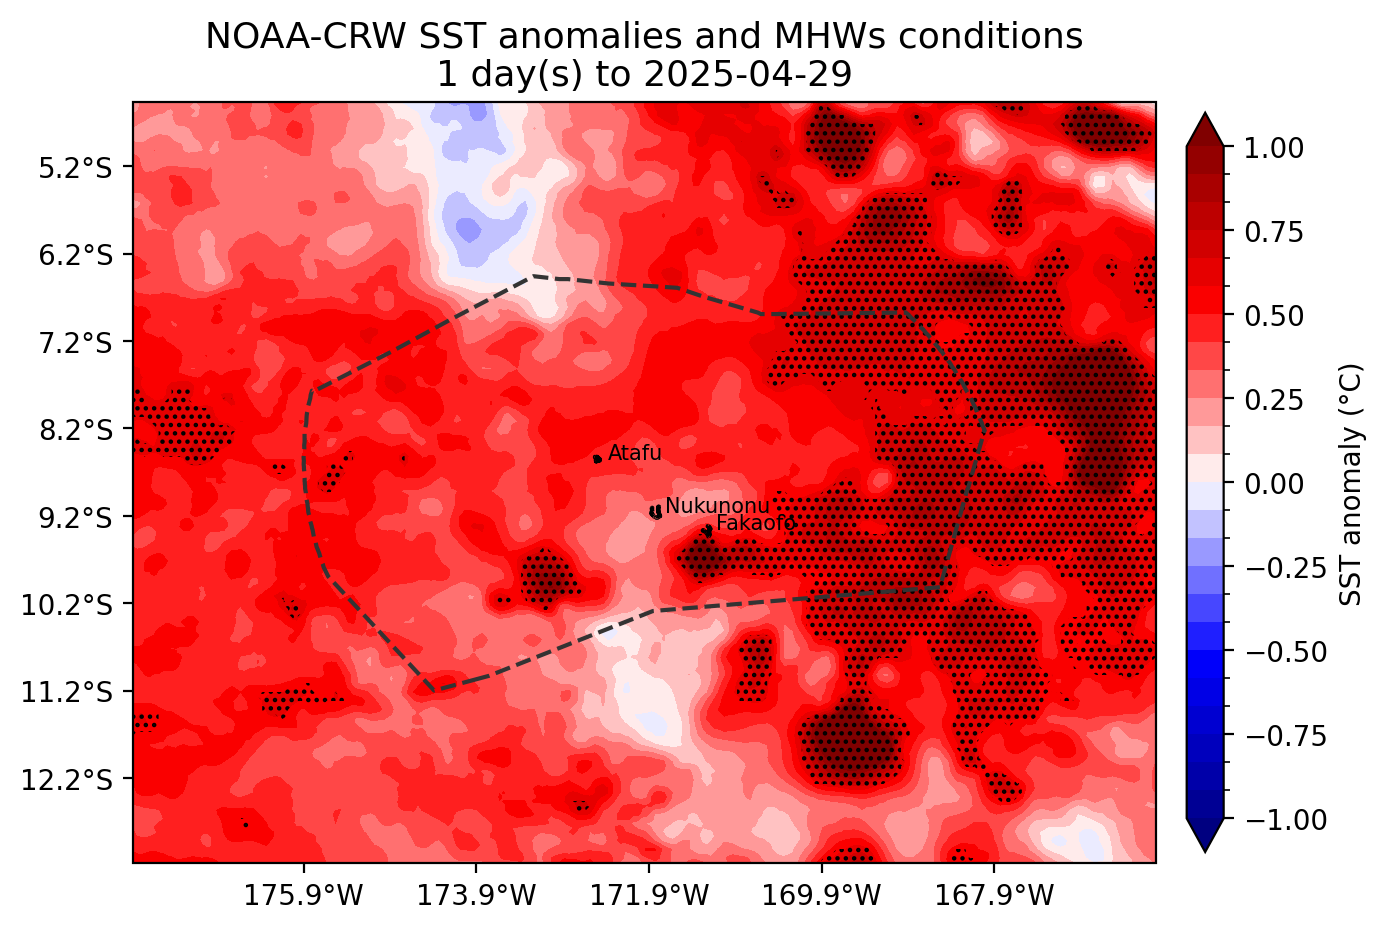 NOAA-CRW SST anomalies and MHWs conditions
1 day(s) to 2025-04-29
5.2°S
6.2°S
7.2°S
8.2°S
9.2°S
10.2°S
11.2°S
12.2°S
Atafu
Nukunonu
Fakaofo
175.9°W
173.9°W
171.9°W
169.9°W
167.9°W
1.00
0.75
0.50
0.25
0.00
−0.25
−0.50
−0.75
−1.00
SST anomaly (°C)